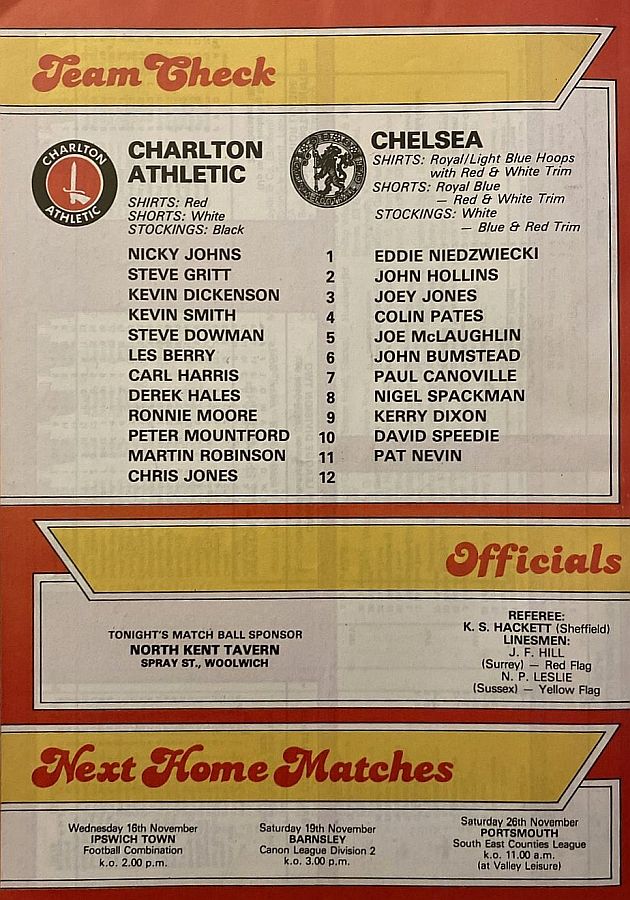 Team Check
CHARLTON
ATHLETIC
CHARLTON
ATHLETIC
SHIRTS: Red
SHORTS: White
STOCKINGS: Black
CHELSEA
SHIRTS: Royal/Light Blue Hoops
with Red & White Trim
SHORTS: Royal Blue
— Red & White Trim
STOCKINGS: White
— Blue & Red Trim
NICKY JOHNS 1 EDDIE NIEDZWIECKI
STEVE GRITT 2 JOHN HOLLINS
KEVIN DICKENSON 3 JOEY JONES
KEVIN SMITH 4 COLIN PATES
STEVE DOWMAN 5 JOE McLAUGHLIN
LES BERRY 6 JOHN BUMSTEAD
CARL HARRIS 7 PAUL CANOVILLE
DEREK HALES 8 NIGEL SPACKMAN
RONNIE MOORE 9 KERRY DIXON
PETER MOUNTFORD 10 DAVID SPEEDIE
MARTIN ROBINSON 11 PAT NEVIN
CHRIS JONES 12
Officials
TONIGHT'S MATCH BALL SPONSOR
NORTH KENT TAVERN
SPRAY ST., WOOLWICH
REFEREE:
K. S. HACKETT (Sheffield)
LINESMEN:
J. F. HILL
(Surrey) — Red Flag
N. P. LESLIE
(Sussex) — Yellow Flag
Next Home Matches
Wednesday 16th November
IPSWICH TOWN
Football Combination
k.o. 2.00 p.m.
Saturday 19th November
BARNSLEY
Canon League Division 2
k.o. 3.00 p.m.
Saturday 26th November
PORTSMOUTH
South East Counties League
k.o. 11.00 a.m.
(at Valley Leisure)